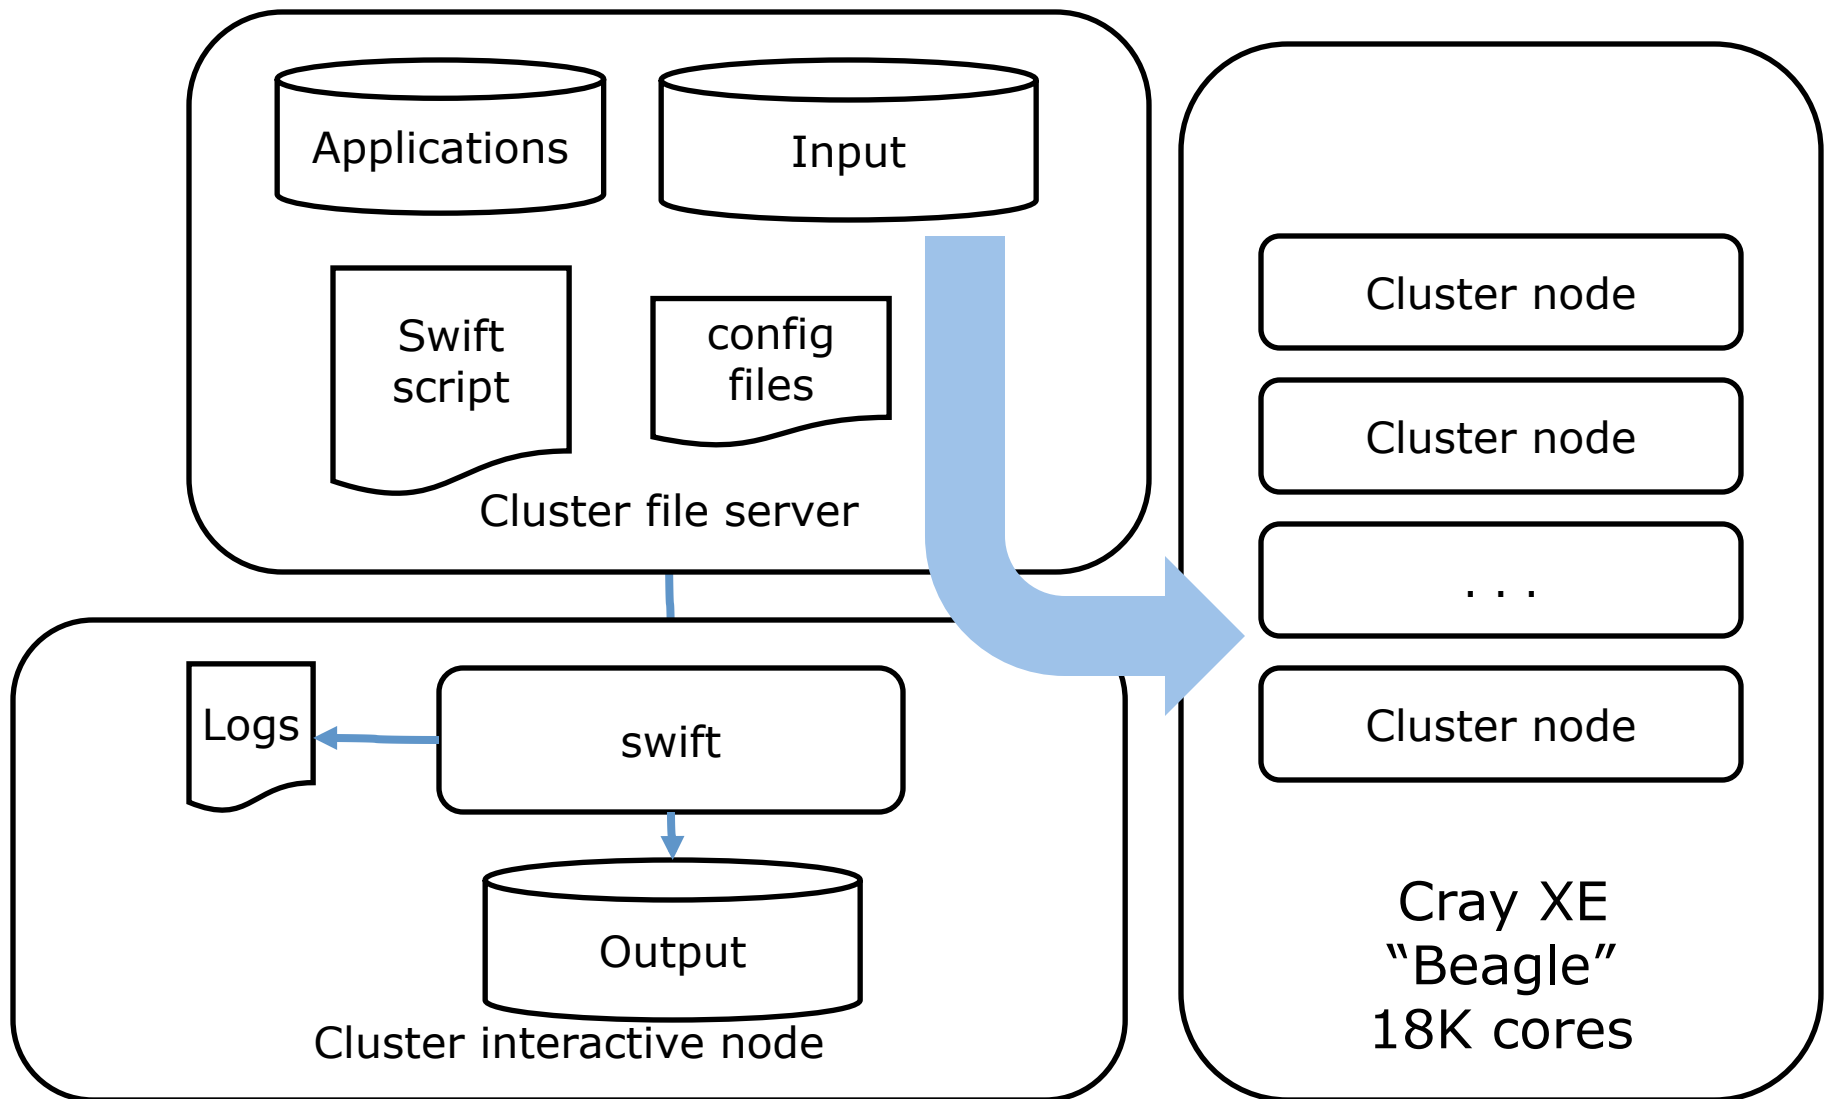 Applications
Input
Swift
script
config
files
Cluster file server
Logs
swift
Output
Cluster interactive node
Cluster node
Cluster node
. . .
Cluster node
Cray XE
“Beagle”
18K cores